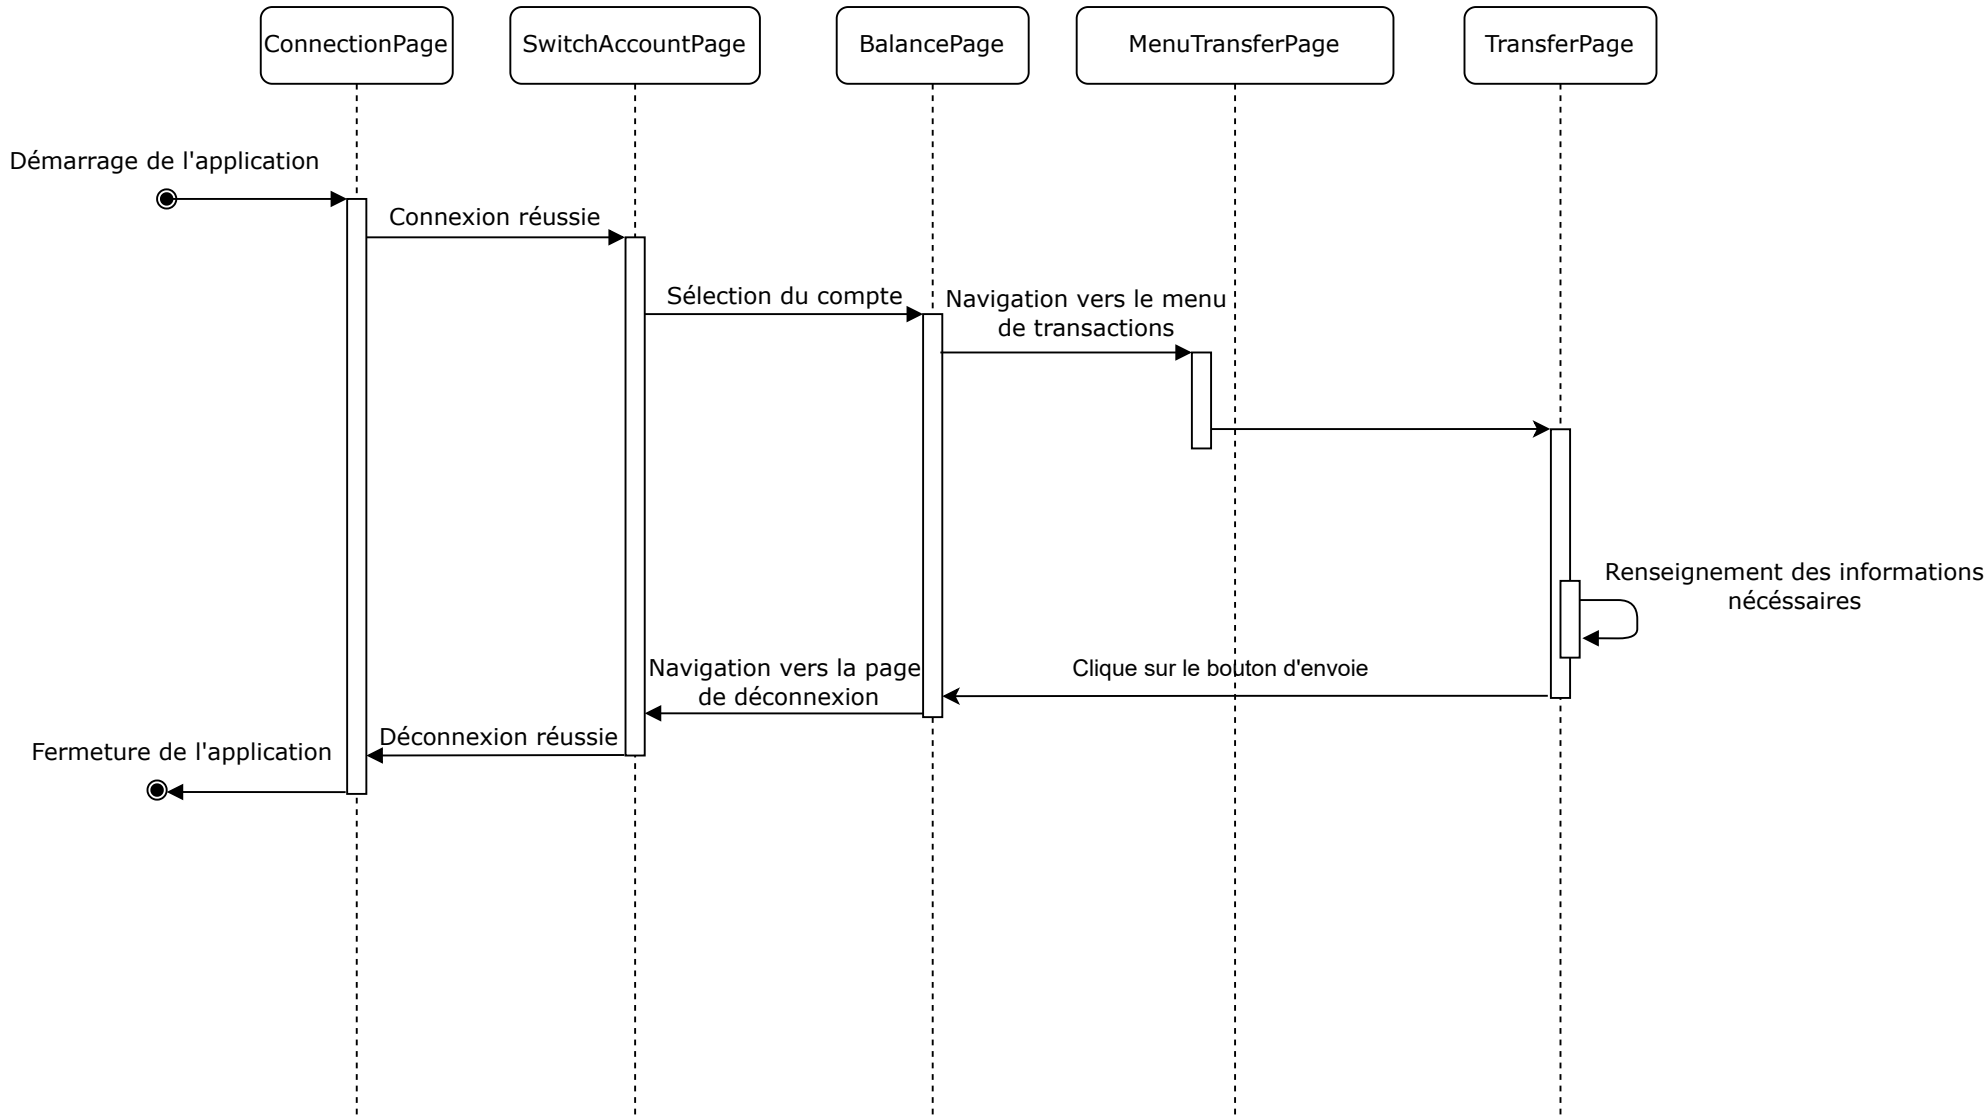 ConnectionPage
SwitchAccountPage
BalancePage
MenuTransferPage
TransferPage
Démarrage de l'application
Connexion réussie
Sélection du compte
Navigation vers le menu
de transactions
Renseignement des informations
nécéssaires
Clique sur le bouton d'envoie
Navigation vers la page
de déconnexion
Déconnexion réussie
Fermeture de l'application